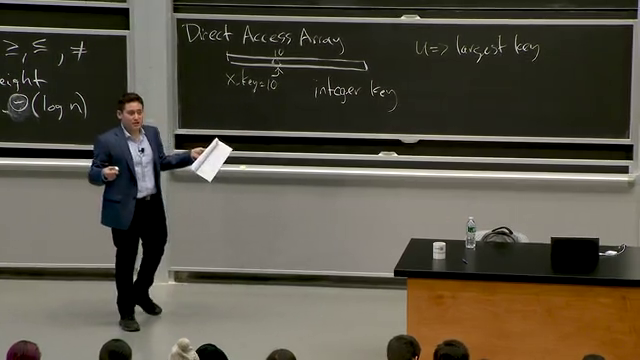 ≥, ≤, ≠
eight
Θ(log n)
Direct Access Array
10
x.key=10
integer key
u => largest key